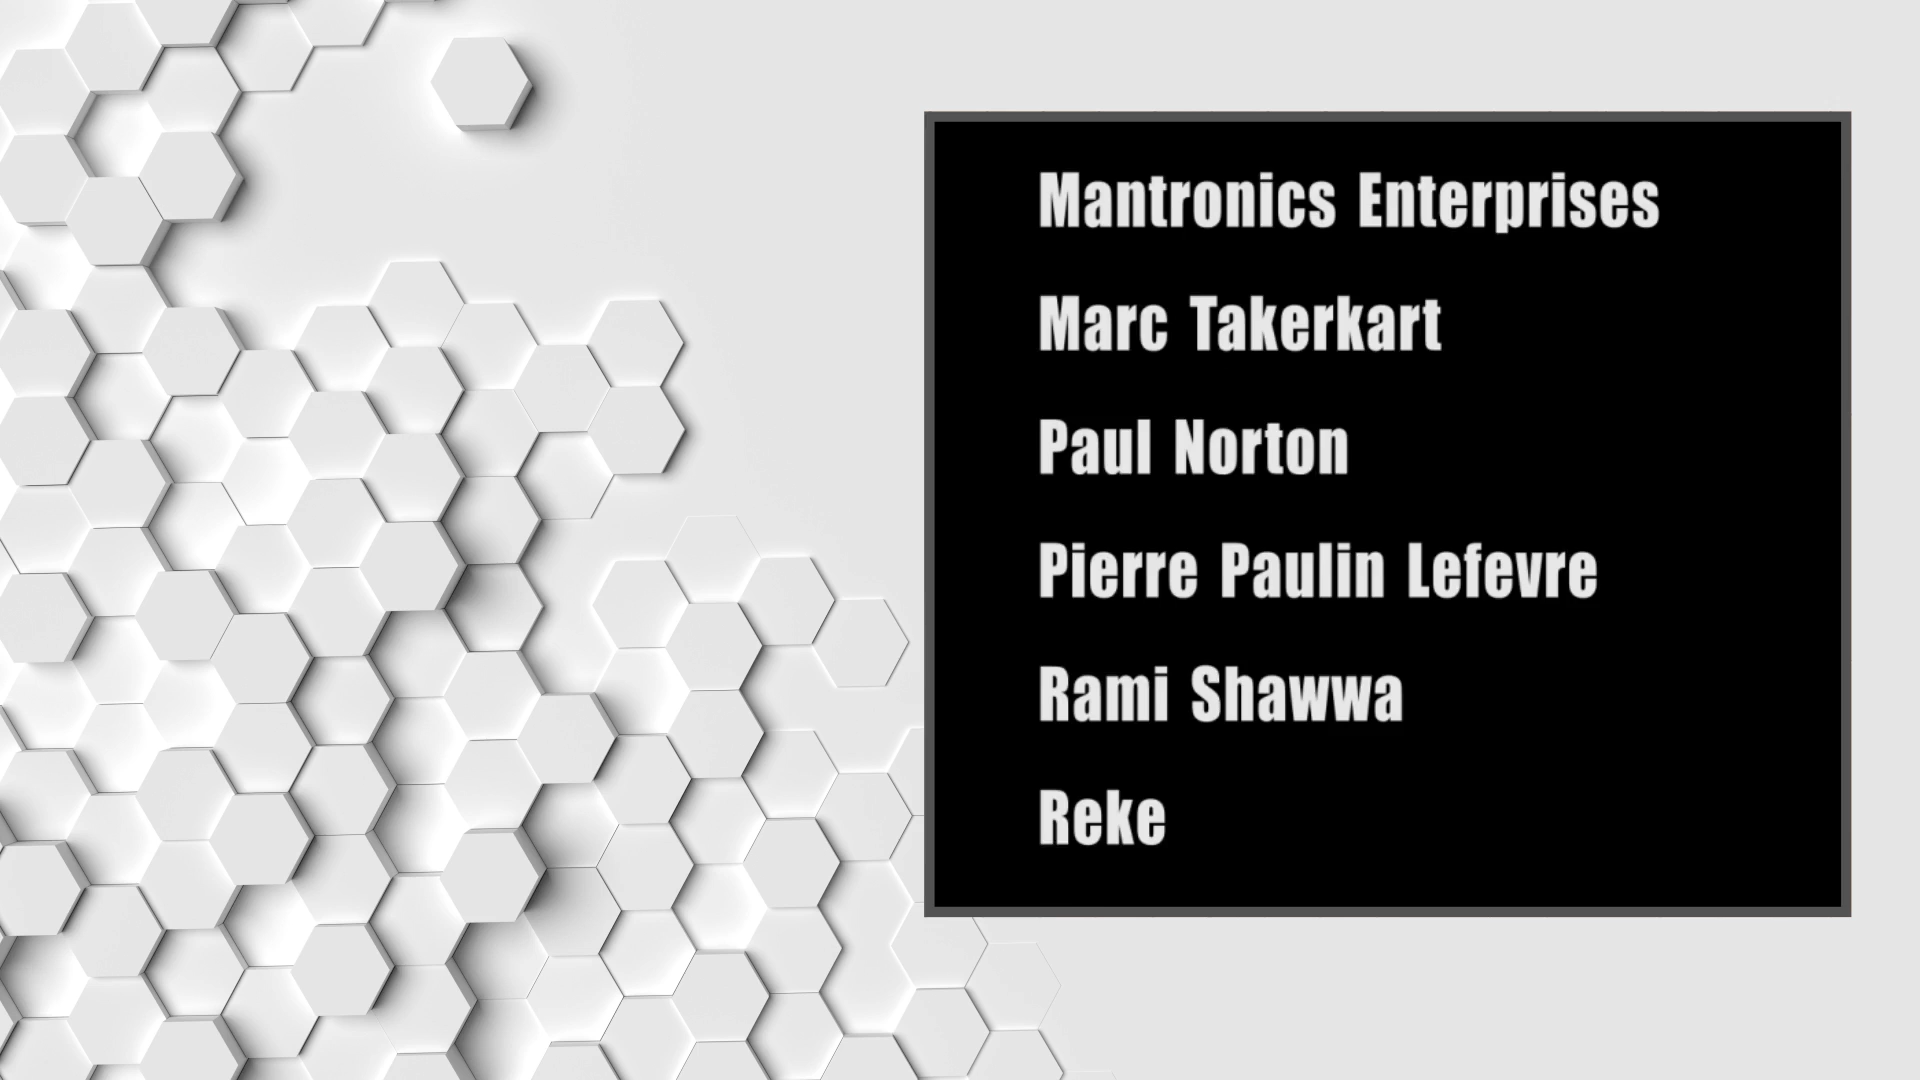 Mantronics Enterprises
Marc Takerkart
Paul Norton
Pierre Paulin Lefevre
Rami Shawwa
Reke